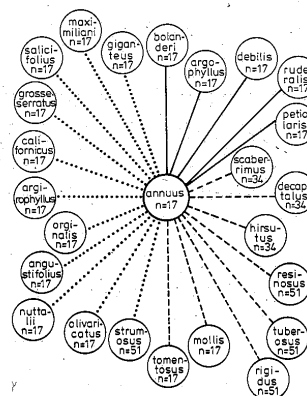 maxi-
miliani
n=17
gigan-
teus
n=17
bolan-
deri
n=17
argo-
phyllus
n=17
debilis
n=17
rude
ralis
n=17
petio
laris
n=17
scaber-
rimus
n=34
decap
talys
n=34
hirsu-
tus
n=34
resi-
nosus
n=51
tuber-
osus
n=51
rigi-
dus
n=51
mollis
n=17
tomen-
tosus
n=17
strum-
osus
n=51
olivari-
catus
n=17
nutta-
lii
n=17
angu-
stifolius
n=17
argi-
nalis
n=17
argi-
rophyllus
n=17
cali-
fornicus
n=17
grosse-
serratus
n=17
salici-
folius
n=17
annuus
n=17